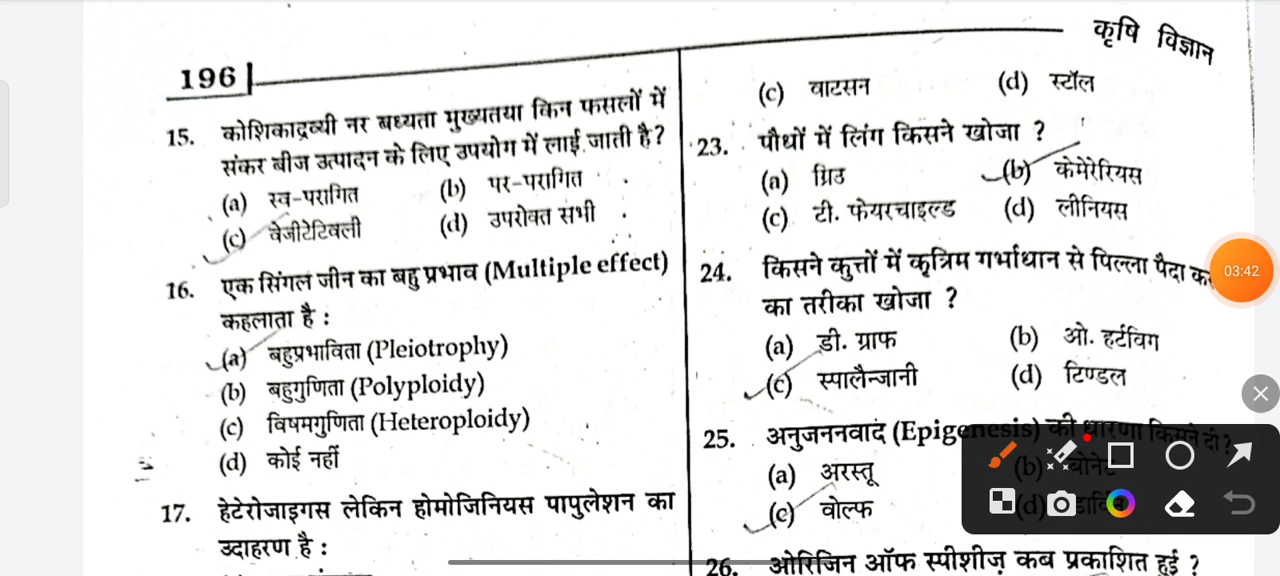 कृषि विज्ञान
196
15. कोशिकाद्रव्यी नर बध्यता मुख्यतया किन फसलों में
संकर बीज उत्पादन के लिए उपयोग में लाई जाती है?
(a) स्व-परागित (b) पर-परागित
(c) वेजीटेटिवली (d) उपरोक्त सभी
16. एक सिंगल जीन का बहु प्रभाव (Multiple effect)
कहलाता है :
(a) बहुप्रभाविता (Pleiotrophy)
(b) बहुगुणिता (Polyploidy)
(c) विषमगुणिता (Heteroploidy)
(d) कोई नहीं
17. हेटेरोजाइगस लेकिन होमोजिनियस पापुलेशन का
उदाहरण है :
(c) वाटसन (d) स्टॉल
23. पौधों में लिंग किसने खोजा ?
(a) ग्रिउ (b) केमेरेरियस
(c) टी. फेयरचाइल्ड (d) लीनियस
24. किसने कुत्तों में कृत्रिम गर्भाधान से पिल्ला पैदा
का तरीका खोजा ?
(a) डी. ग्राफ (b) ओ. हर्टविग
(c) स्पालैन्जानी (d) टिण्डल
25. अनुजननवाद (Epigenesis) की धारणा किसने दी?
(a) अरस्तू (b)
(c) वोल्फ (d)
26. ओरिजिन ऑफ स्पीशीज़ कब प्रकाशित हुई ?
03:42